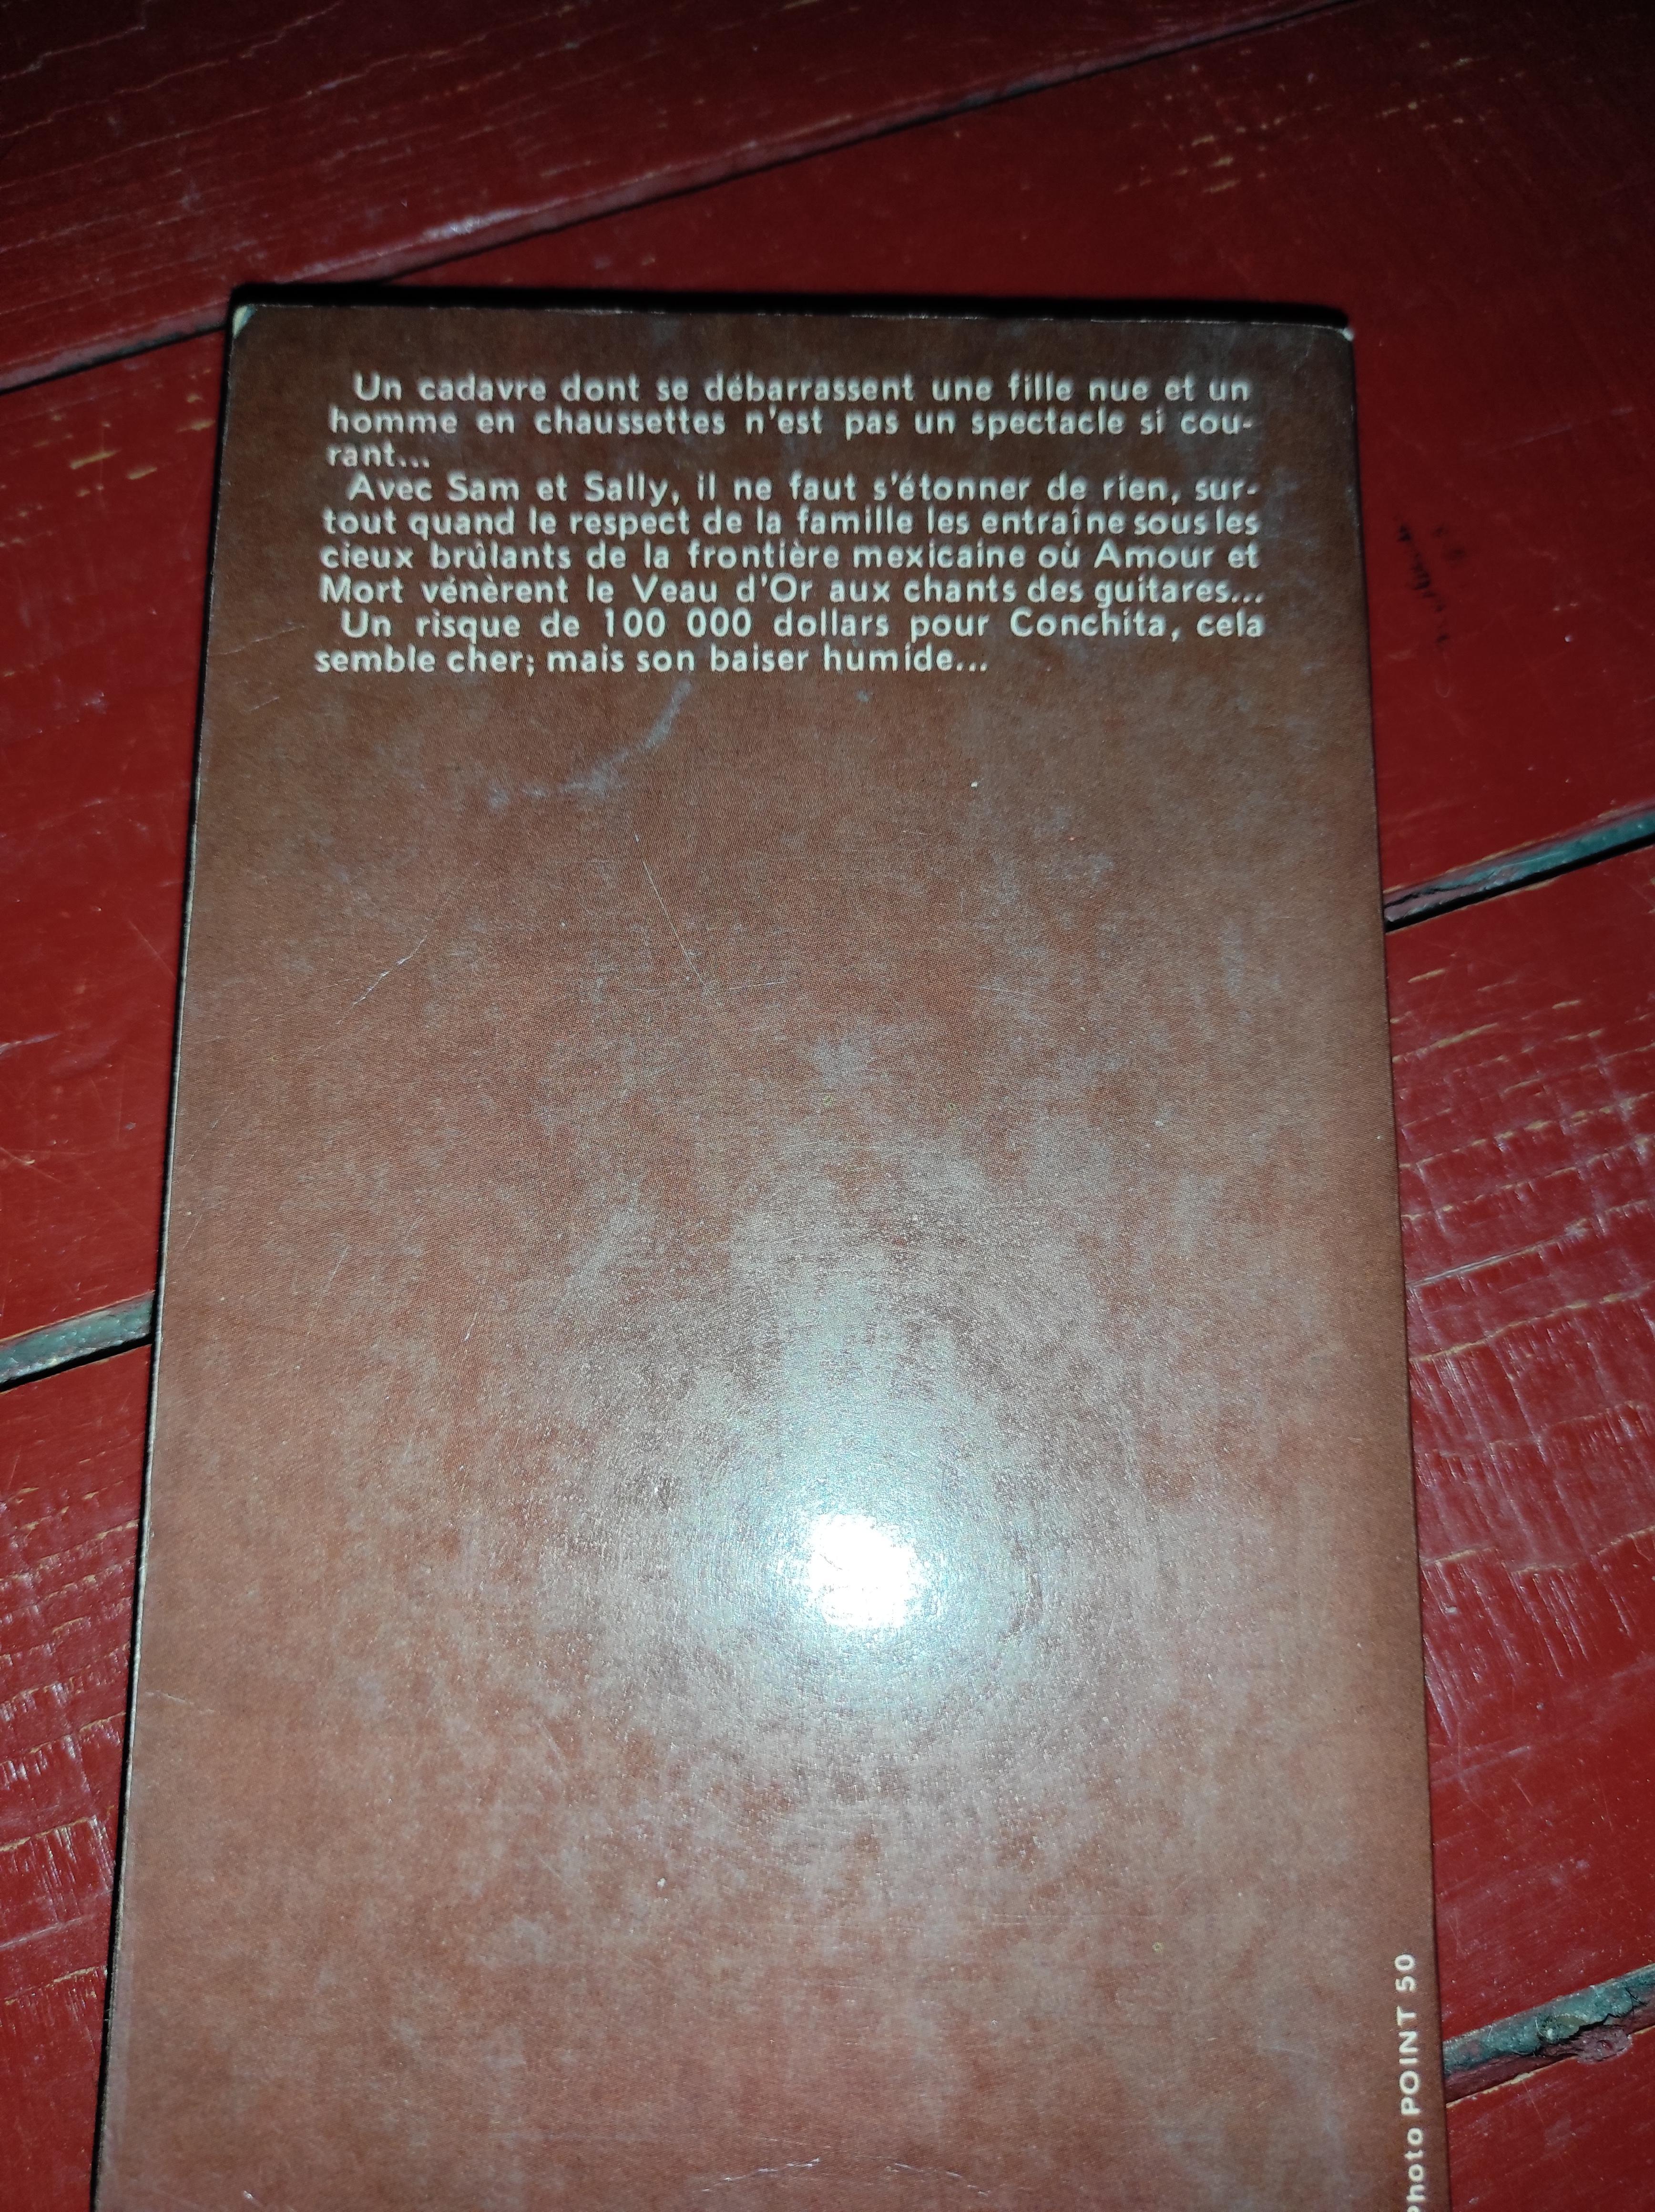 Un cadavre dont se débarrassent une fille nue et un
homme en chaussettes n'est pas un spectacle si cou-
rant...
Avec Sam et Sally, il ne faut s'étonner de rien, sur-
tout quand le respect de la famille les entraîne sous les
cieux brûlants de la frontière mexicaine où Amour et
Mort vénèrent le Veau d'Or aux chants des guitares...
Un risque de 100 000 dollars pour Conchita, cela
semble cher; mais son baiser humide...
Photo POINT 50